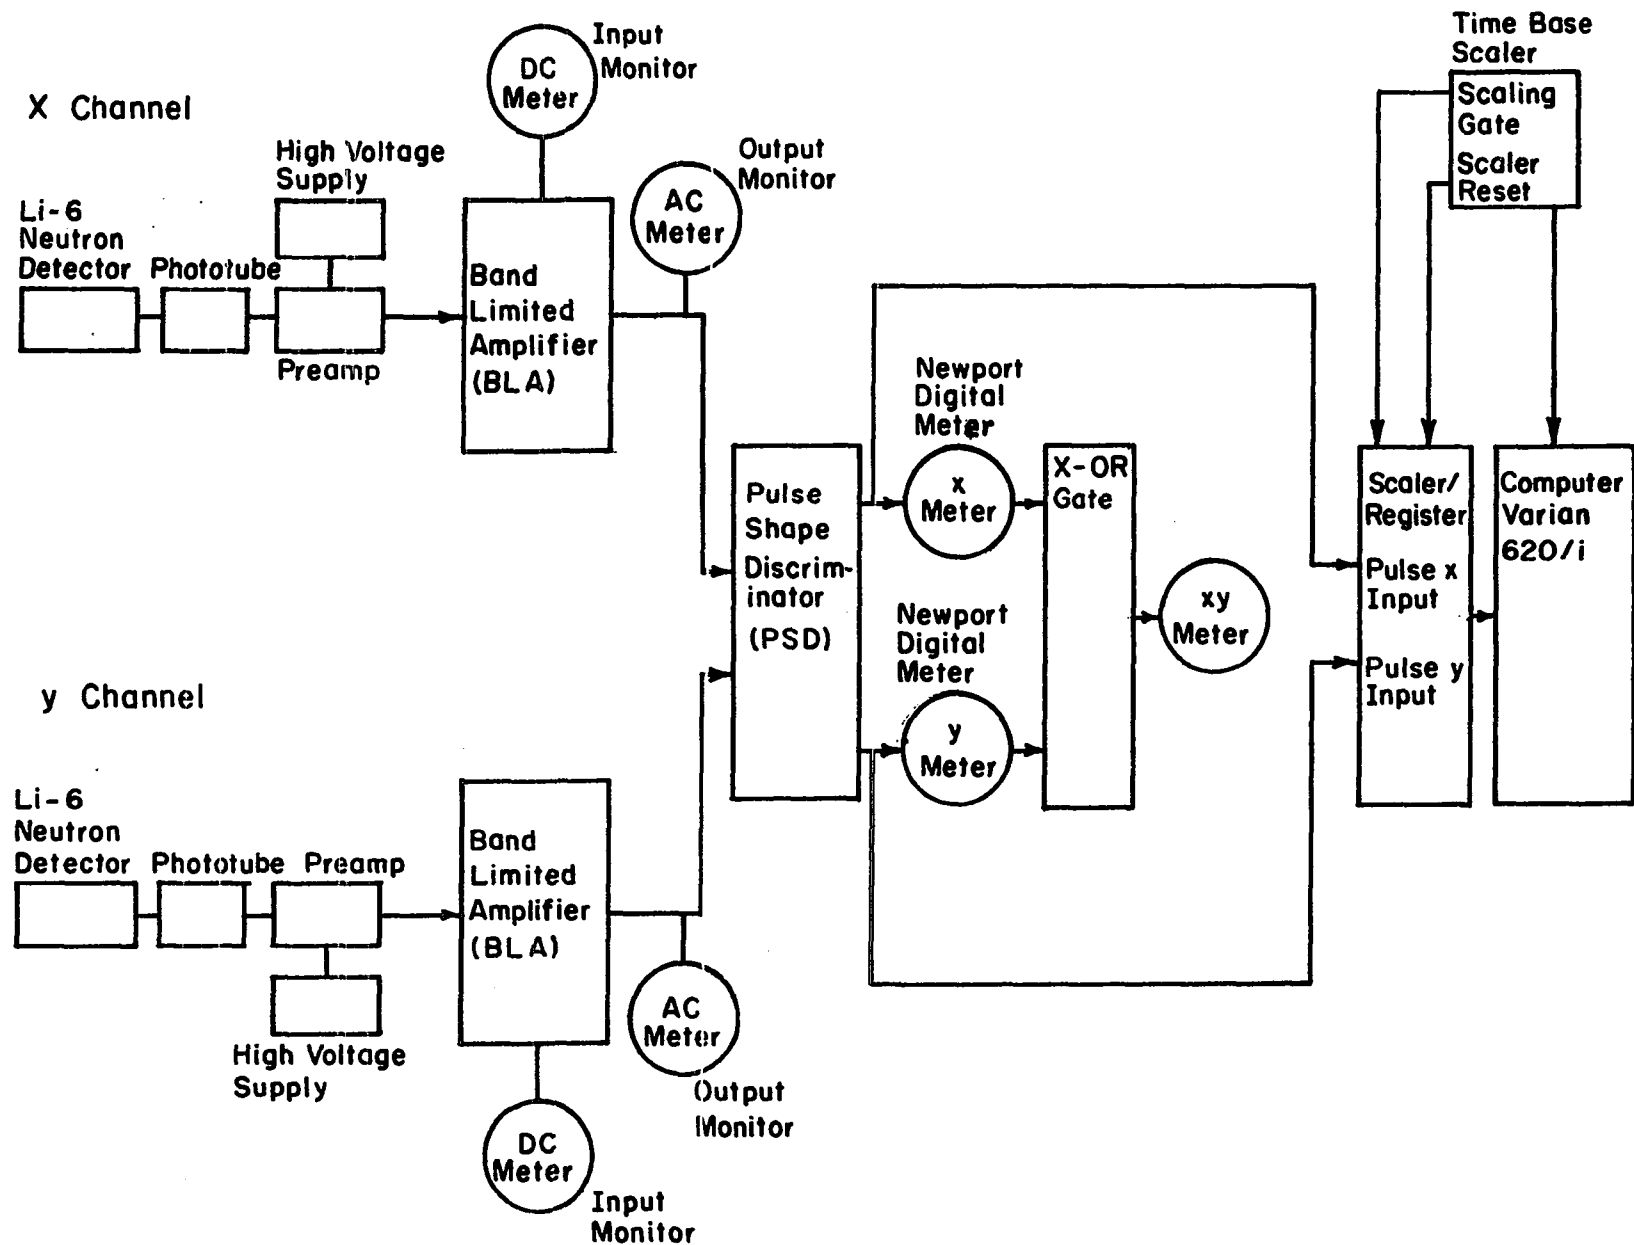 X Channel
Input
Monitor
DC
Meter
High Voltage
Supply
Output
Monitor
AC
Meter
Li-6
Neutron
Detector
Phototube
Preamp
Band
Limited
Amplifier
(BLA)
Time Base
Scaler
Scaling
Gate
Scaler
Reset
Pulse
Shape
Discrim-
inator
(PSD)
Newport
Digital
Meter
x
Meter
X-OR
Gate
Newport
Digital
Meter
y
Meter
xy
Meter
Scaler/
Register
Pulse x
Input
Pulse y
Input
Computer
Varian
620/i
y Channel
Li-6
Neutron
Detector
Phototube
Preamp
High Voltage
Supply
Band
Limited
Amplifier
(BLA)
AC
Meter
Output
Monitor
DC
Meter
Input
Monitor